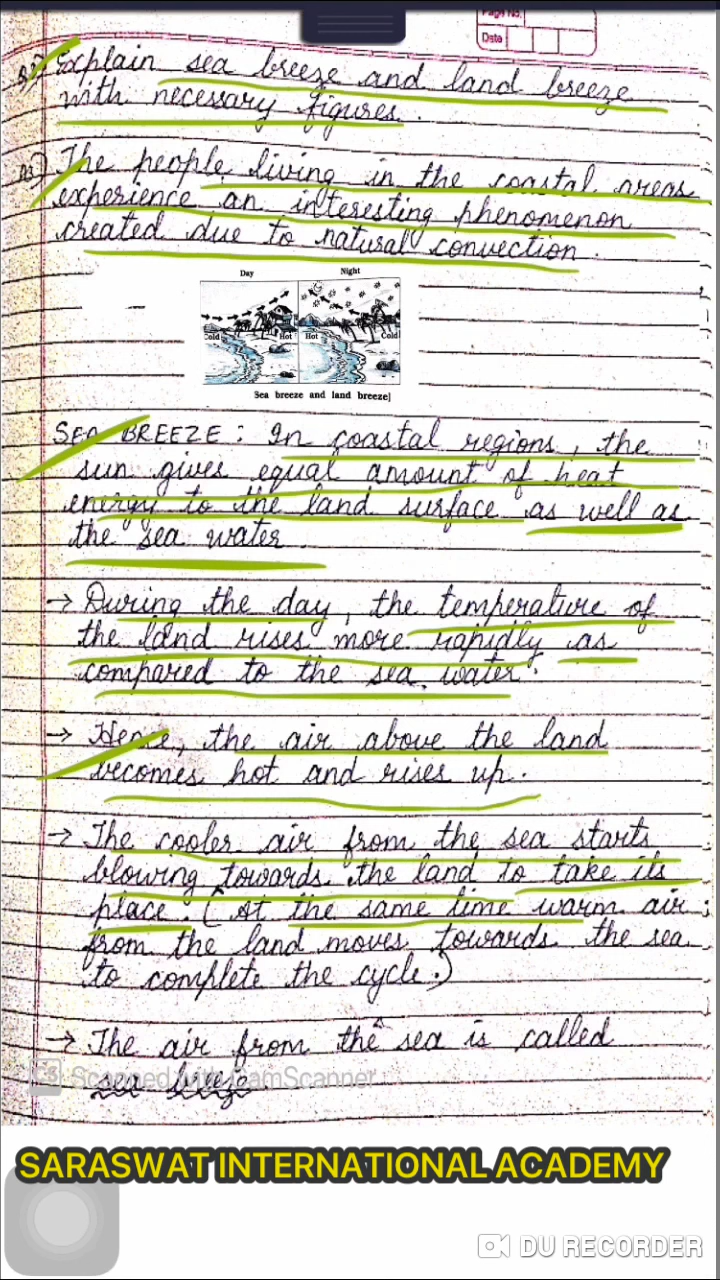 Page No.
Date
Explain sea breeze and land breeze
with necessary figures.
The people living in the coastal areas
experience an interesting phenomenon
created due to natural convection.
Day Night
Cold Hot Hot Cold
Sea breeze and land breeze]
SEA BREEZE : In coastal regions, the
sun gives equal amount of heat
energy to the land surface as well as
the sea water
→ During the day, the temperature of
the land rises more rapidly as
compared to the sea water.
→ Hence, the air above the land
becomes hot and rises up.
→ The cooler air from the sea starts
blowing towards the land to take its
place. (At the same time warm air
from the land moves towards the sea
to complete the cycle.)
→ The air from the sea is called
Scanned with CamScanner
sea breeze
SARASWAT INTERNATIONAL ACADEMY
DU RECORDER